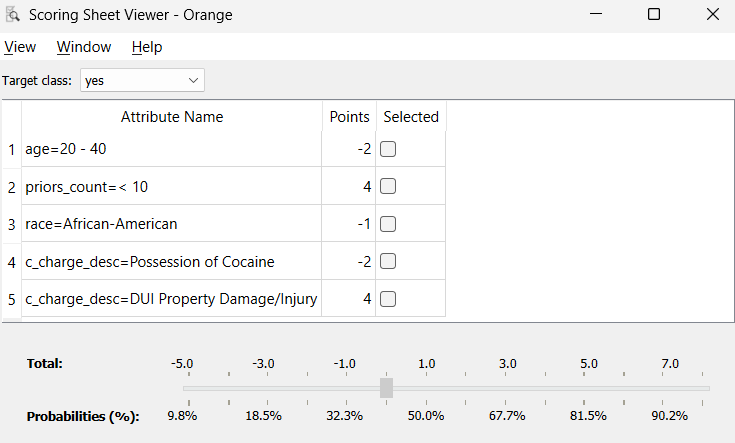 Scoring Sheet Viewer - Orange
View Window Help
Target class: yes
Attribute Name Points Selected
1 age=20 - 40 -2
2 priors_count=< 10 4
3 race=African-American -1
4 c_charge_desc=Possession of Cocaine -2
5 c_charge_desc=DUI Property Damage/Injury 4
Total: -5.0 -3.0 -1.0 1.0 3.0 5.0 7.0
Probabilities (%): 9.8% 18.5% 32.3% 50.0% 67.7% 81.5% 90.2%